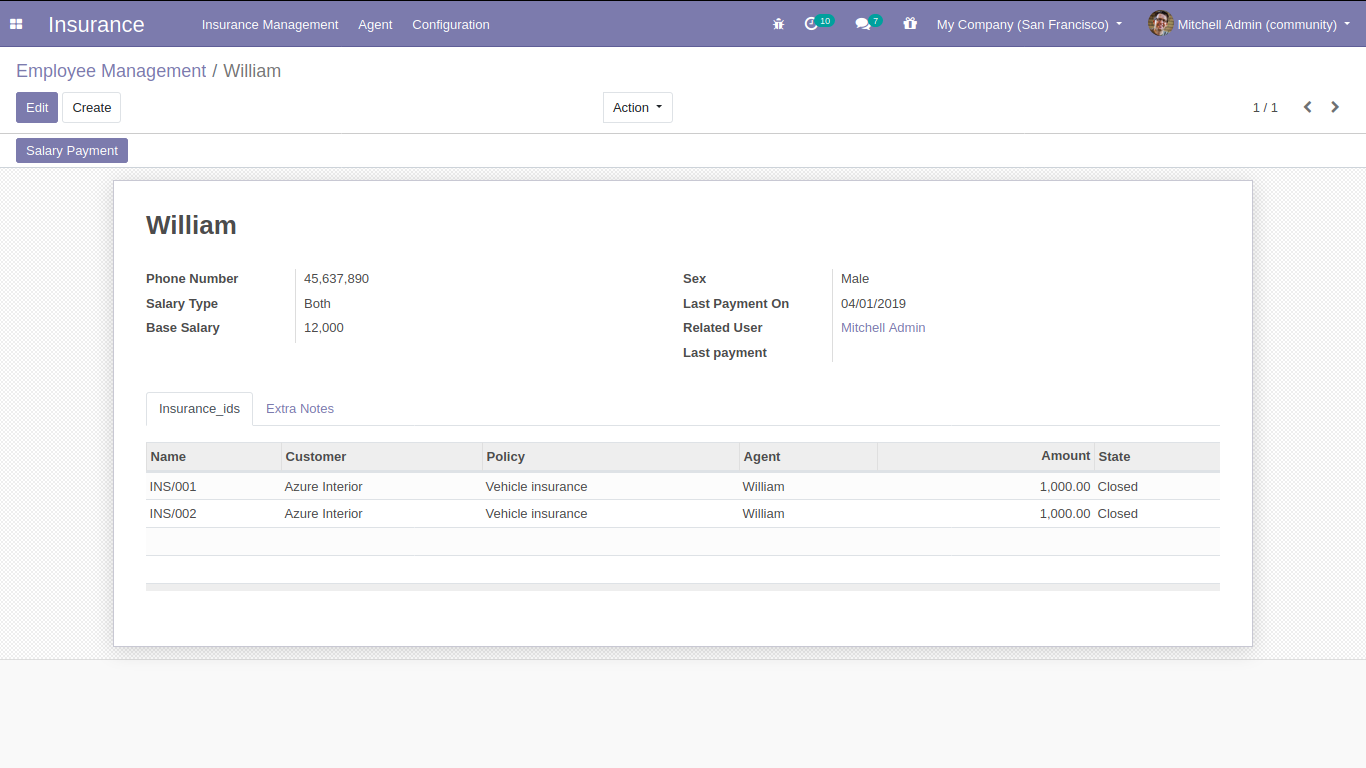 Insurance Insurance Management Agent Configuration 10 7 My Company (San Francisco) Mitchell Admin (community)
Employee Management / William
Edit Create Action 1 / 1
Salary Payment
William
Phone Number 45,637,890 Sex Male
Salary Type Both Last Payment On 04/01/2019
Base Salary 12,000 Related User Mitchell Admin
Last payment
Insurance_ids Extra Notes
Name Customer Policy Agent Amount State
INS/001 Azure Interior Vehicle insurance William 1,000.00 Closed
INS/002 Azure Interior Vehicle insurance William 1,000.00 Closed